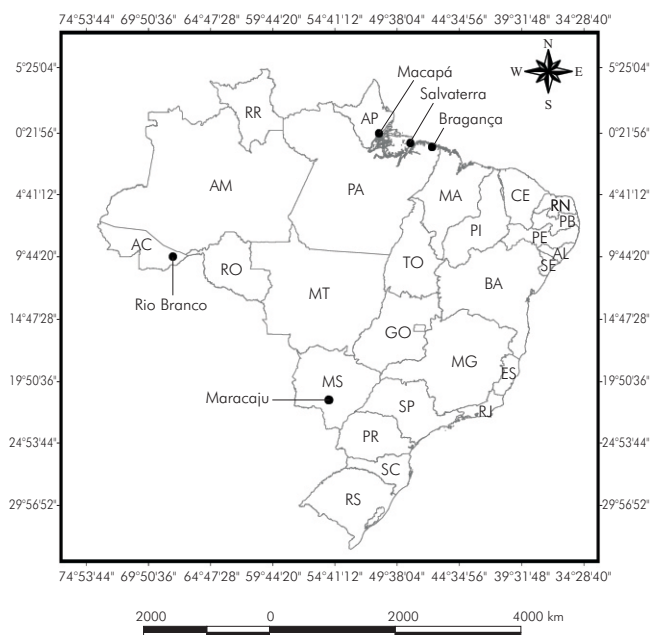 74°53'44" 69°50'36" 64°47'28" 59°44'20" 54°41'12" 49°38'04" 44°34'56" 39°31'48" 34°28'40"
N
W E
S
5°25'04" 5°25'04"
Macapá
Salvaterra
Bragança
RR
AP
0°21'56" 0°21'56"
AM
PA
MA
CE
RN
PB
4°41'12" 4°41'12"
PI
PE
AL
SE
AC
RO
TO
BA
9°44'20" 9°44'20"
Rio Branco
MT
14°47'28" 14°47'28"
GO
MG
ES
19°50'36" 19°50'36"
MS
Maracaju
SP
RJ
PR
24°53'44" 24°53'44"
SC
RS
29°56'52" 29°56'52"
74°53'44" 69°50'36" 64°47'28" 59°44'20" 54°41'12" 49°38'04" 44°34'56" 39°31'48" 34°28'40"
2000 0 2000 4000 km